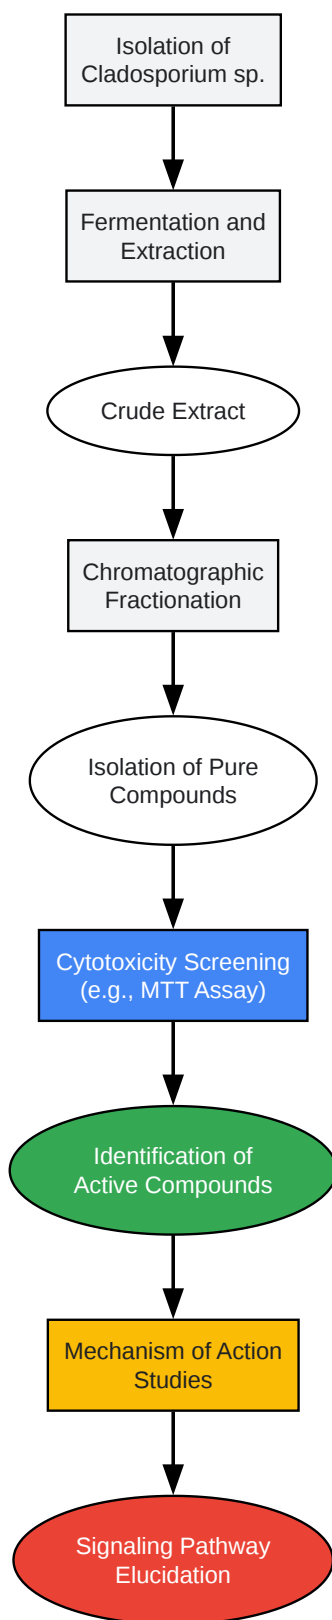 Isolation of
Cladosporium sp.
Fermentation and
Extraction
Crude Extract
Chromatographic
Fractionation
Isolation of Pure
Compounds
Cytotoxicity Screening
(e.g., MTT Assay)
Identification of
Active Compounds
Mechanism of Action
Studies
Signaling Pathway
Elucidation